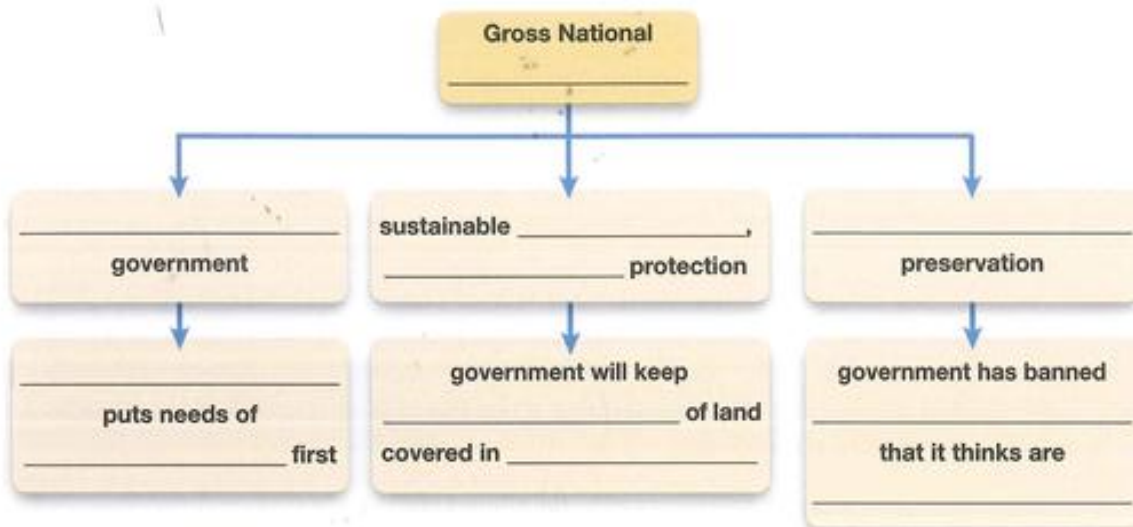 Gross National
government
sustainable ,
protection
preservation
puts needs of
first
government will keep
of land
covered in
government has banned
that it thinks are